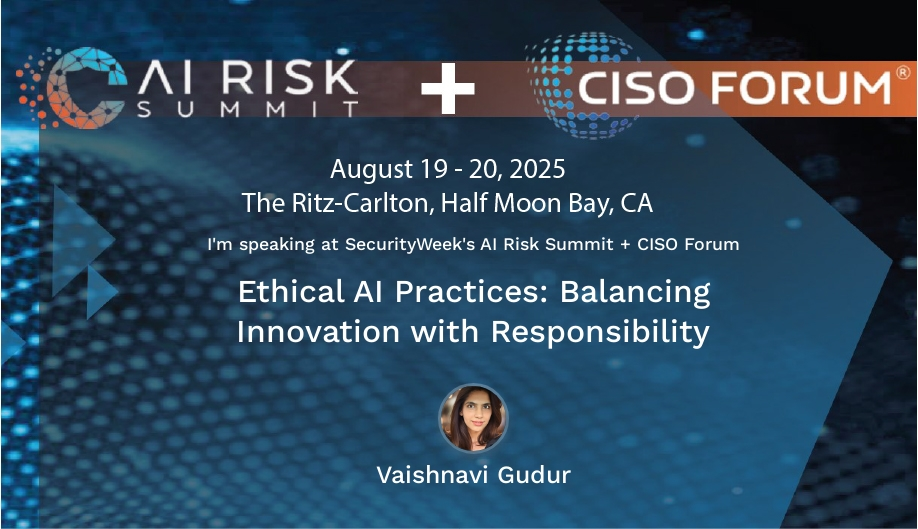 AI RISK
SUMMIT
+
CISO FORUM®
August 19 - 20, 2025
The Ritz-Carlton, Half Moon Bay, CA
I'm speaking at SecurityWeek's AI Risk Summit + CISO Forum
Ethical AI Practices: Balancing
Innovation with Responsibility
Vaishnavi Gudur